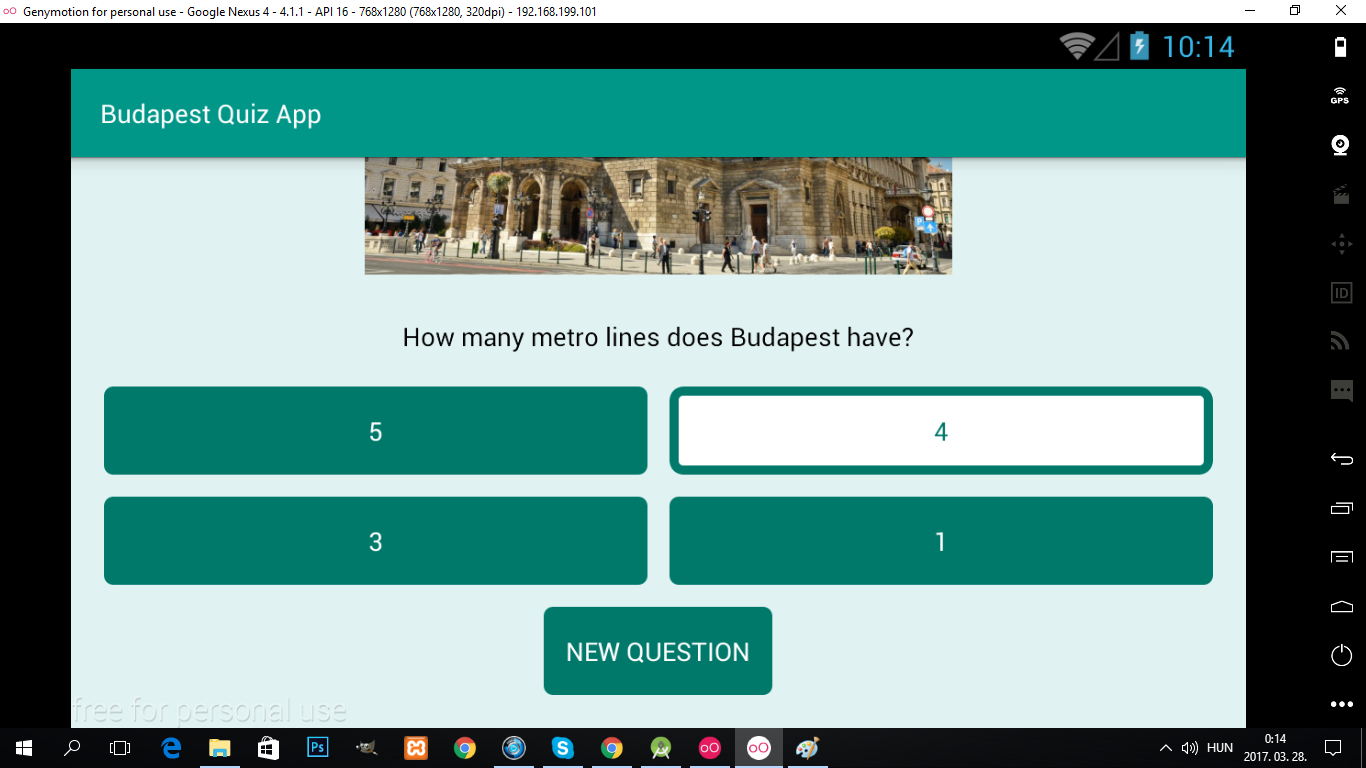 Genymotion for personal use - Google Nexus 4 - 4.1.1 - API 16 - 768x1280 (768x1280, 320dpi) - 192.168.199.101
10:14
GPS
Budapest Quiz App
How many metro lines does Budapest have?
5
4
3
1
NEW QUESTION
free for personal use
ID
Ps
HUN
0:14
2017. 03. 28.